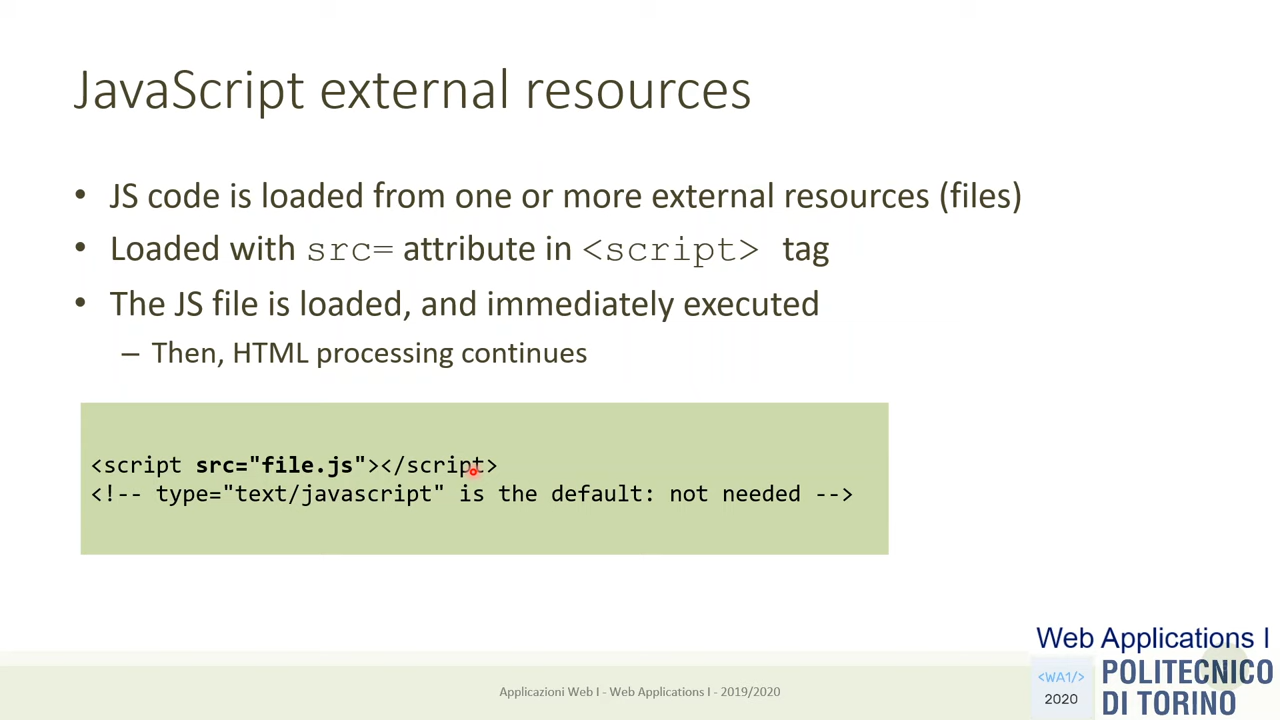 JavaScript external resources
• JS code is loaded from one or more external resources (files)
• Loaded with src= attribute in <script> tag
• The JS file is loaded, and immediately executed
– Then, HTML processing continues
<script src="file.js"></script>
<!-- type="text/javascript" is the default: not needed -->
Web Applications I
Applicazioni Web I - Web Applications I - 2019/2020
<WA1/>
2020
POLITECNICO
DI TORINO